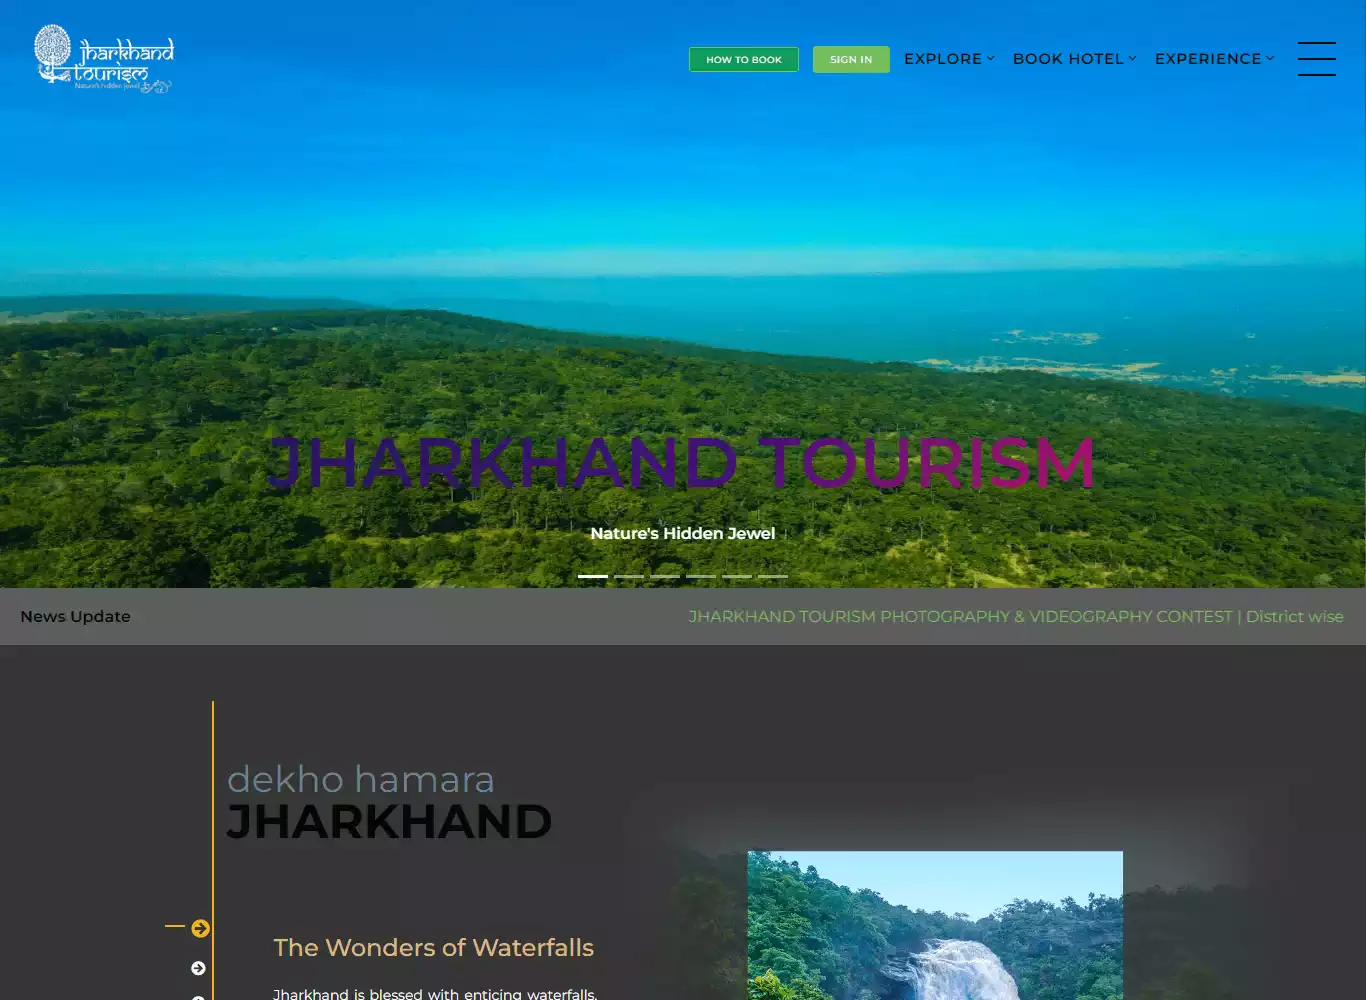 jharkhand
tourism
Nature's hidden jewel
HOW TO BOOK
SIGN IN
EXPLORE
BOOK HOTEL
EXPERIENCE
JHARKHAND TOURISM
Nature's Hidden Jewel
News Update
JHARKHAND TOURISM PHOTOGRAPHY & VIDEOGRAPHY CONTEST | District wise
dekho hamara
JHARKHAND
The Wonders of Waterfalls
Jharkhand is blessed with enticing waterfalls,